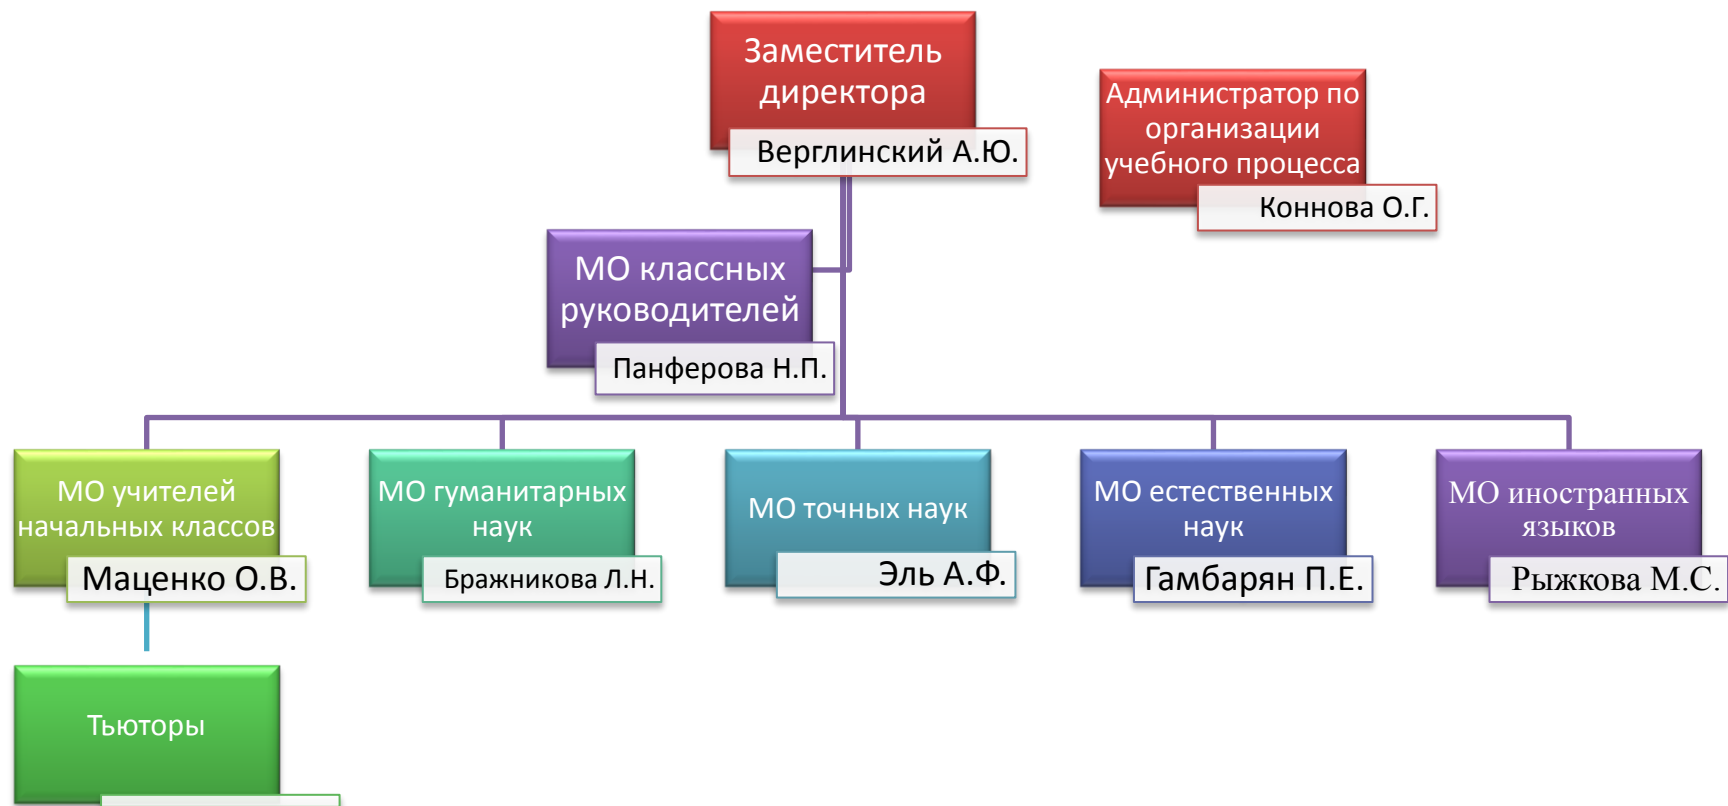 Заместитель
директора
Верглинский А.Ю.
Администратор по
организации
учебного процесса
Коннова О.Г.
МО классных
руководителей
Панферова Н.П.
МО учителей
начальных классов
Маценко О.В.
МО гуманитарных
наук
Бражникова Л.Н.
МО точных наук
Эль А.Ф.
МО естественных
наук
Гамбарян П.Е.
МО иностранных
языков
Рыжкова М.С.
Тьюторы